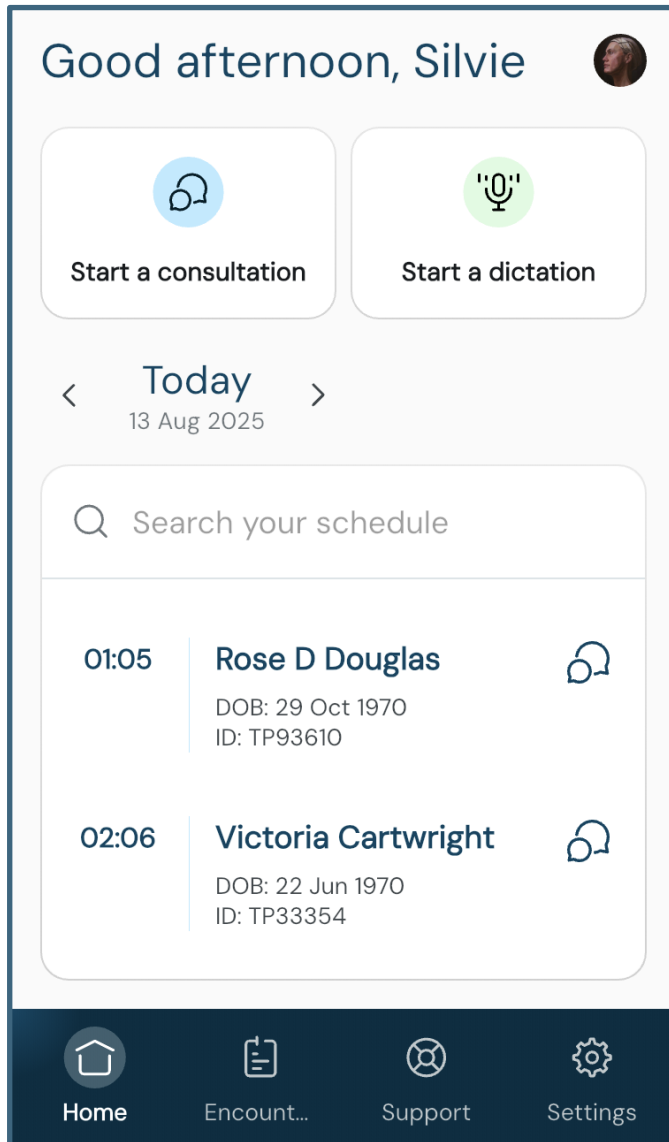 Good afternoon, Silvie
Start a consultation
Start a dictation
Today
13 Aug 2025
Search your schedule
01:05
Rose D Douglas
DOB: 29 Oct 1970
ID: TP93610
02:06
Victoria Cartwright
DOB: 22 Jun 1970
ID: TP33354
Home
Encount...
Support
Settings